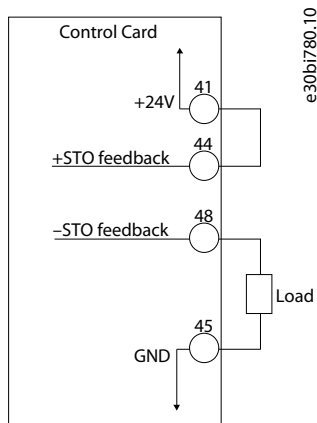 Control Card
41
+24V
44
+STO feedback
48
–STO feedback
Load
45
GND
e30bi780.10